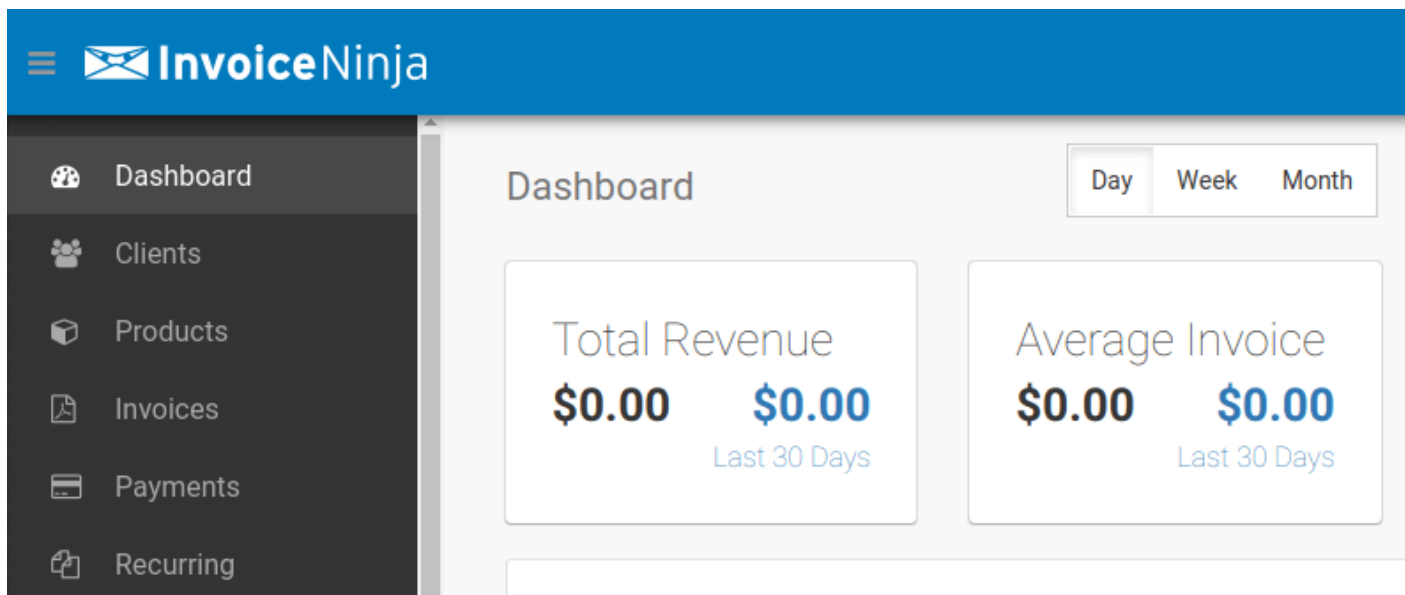 InvoiceNinja
Dashboard
Clients
Products
Invoices
Payments
Recurring
Dashboard
Day Week Month
Total Revenue
$0.00 $0.00
Last 30 Days
Average Invoice
$0.00 $0.00
Last 30 Days